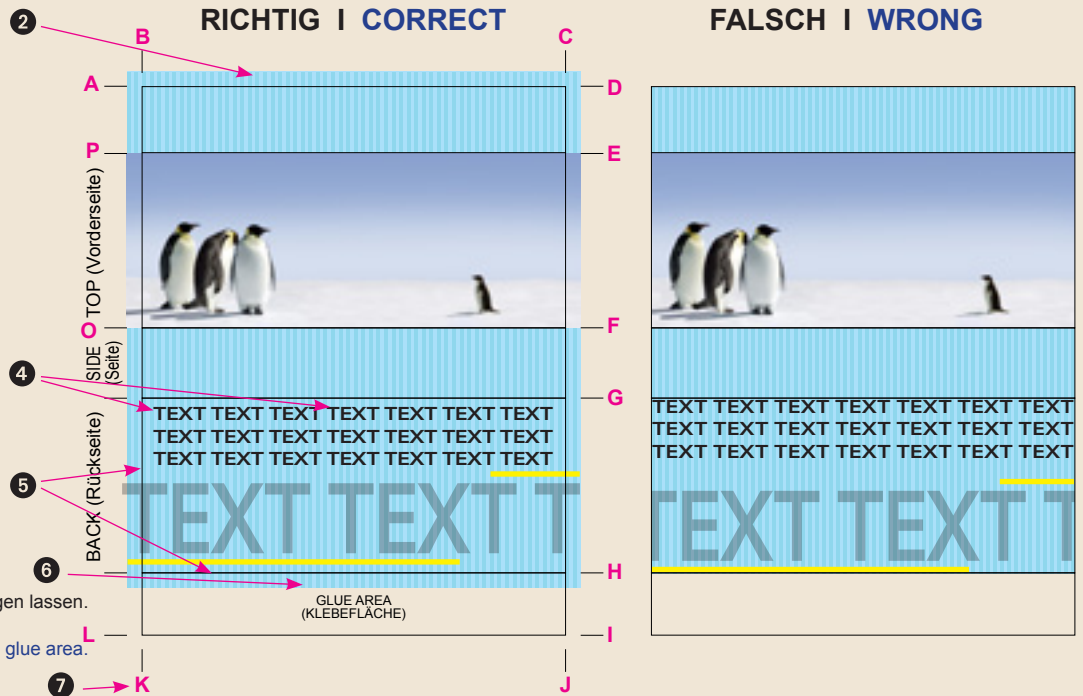 RICHTIG I CORRECT
FALSCH I WRONG
2
B
C
A
D
P
E
TOP (Vorderseite)
O
F
SIDE
(Seite)
4
G
TEXT TEXT TEXT TEXT TEXT TEXT TEXT
TEXT TEXT TEXT TEXT TEXT TEXT TEXT
TEXT TEXT TEXT TEXT TEXT TEXT TEXT
TEXT TEXT TEXT TEXT TEXT TEXT TEXT
TEXT TEXT TEXT TEXT TEXT TEXT TEXT
TEXT TEXT TEXT TEXT TEXT TEXT TEXT
BACK (Rückseite)
5
TEXT TEXT T
TEXT TEXT T
6
H
gen lassen.
GLUE AREA
(KLEBEFLÄCHE)
L
I
glue area.
7
K
J